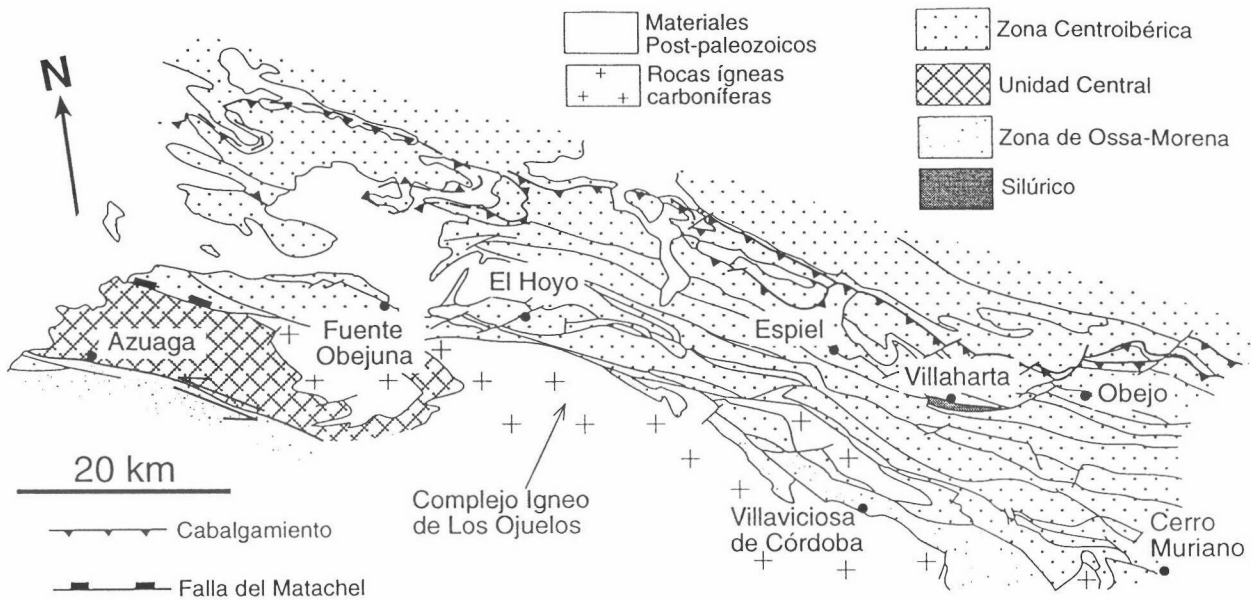 Materiales
Post-paleozoicos
Rocas ígneas
carboníferas
Zona Centroibérica
Unidad Central
Zona de Ossa-Morena
Silúrico
N
El Hoyo
Azuaga
Fuente
Obejuna
Espiel
Villaharta
Obejo
20 km
Complejo Igneo
de Los Ojuelos
Villaviciosa
de Córdoba
Cerro
Muriano
Cabalgamiento
Falla del Matachel